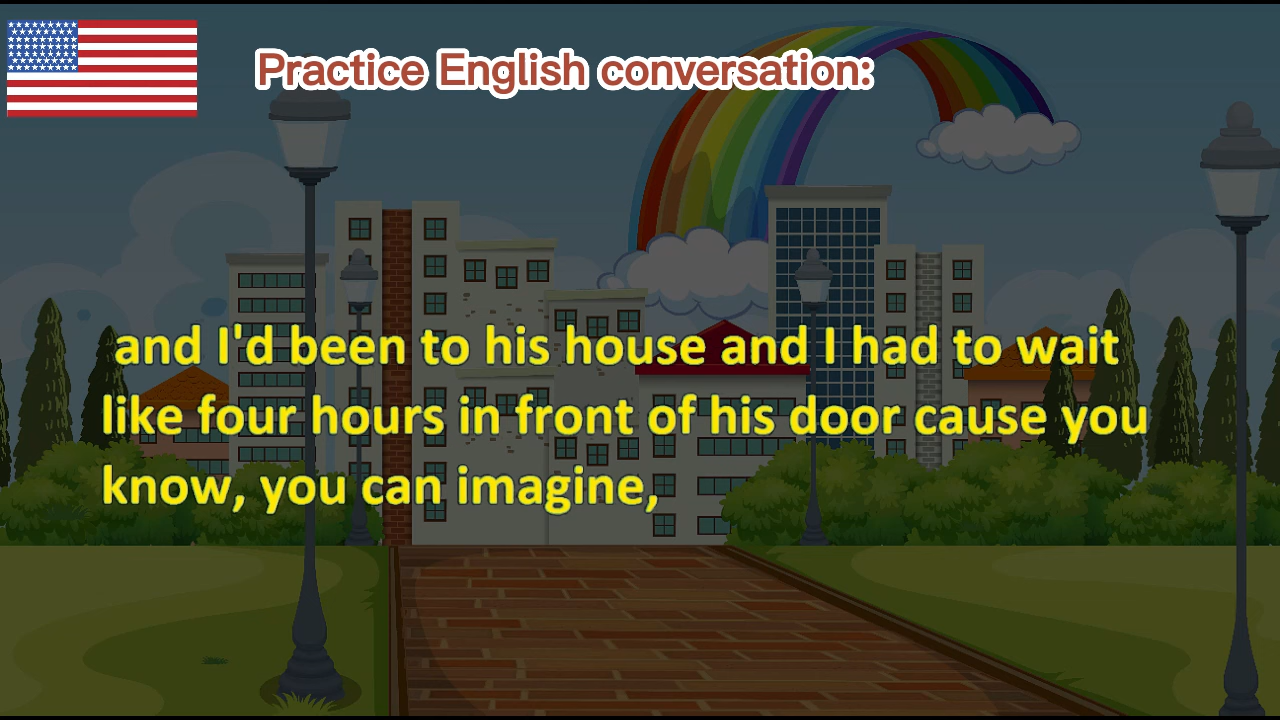 Practice English conversation:
and I'd been to his house and I had to wait
like four hours in front of his door cause you
know, you can imagine,